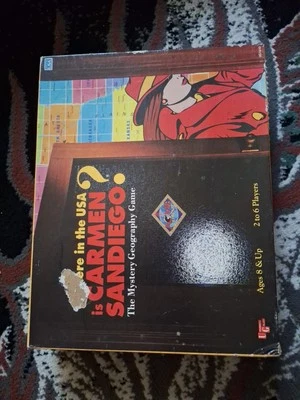 ere in the USA
is CARMEN
SANDIEGO?
The Mystery Geography Game
Ages 8 & Up
2 to 6 Players